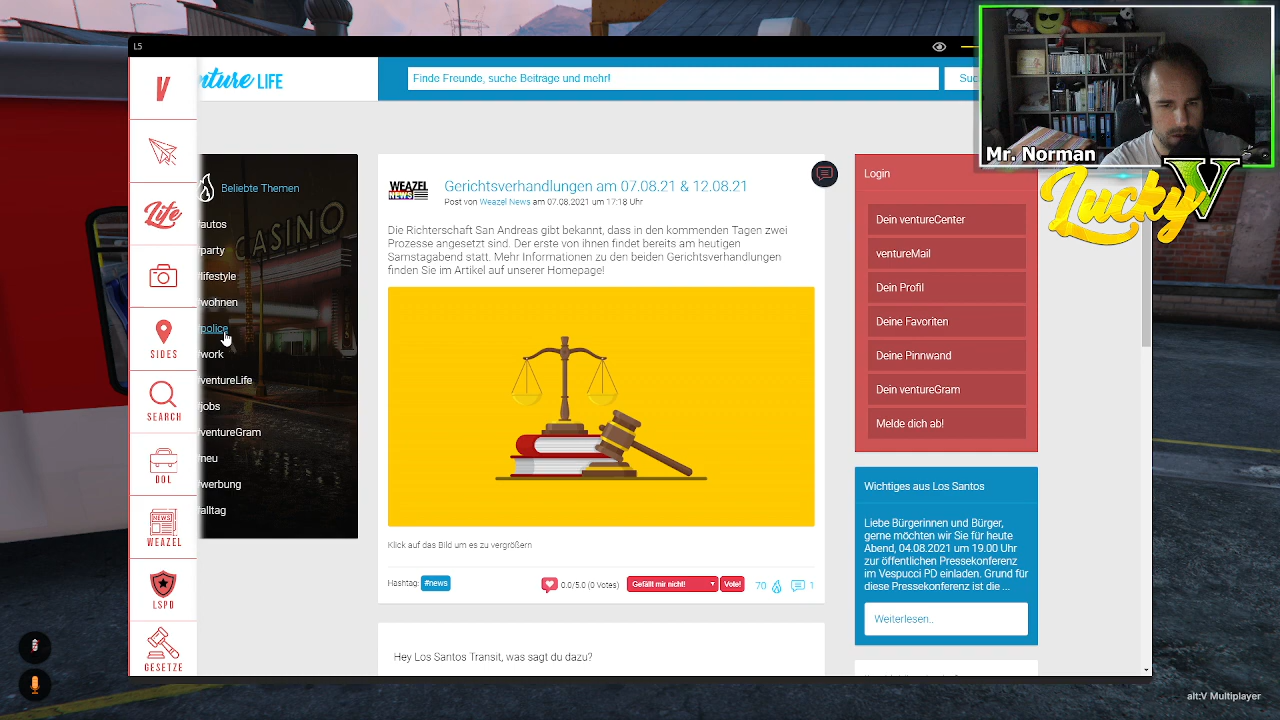 L5
nture LIFE
Finde Freunde, suche Beiträge und mehr!
Suc
V
Life
SIDES
SEARCH
DOL
NEWS
WEAZEL
LSPD
GESETZE
CASINO
Beliebte Themen
#autos
#party
#lifestyle
#wohnen
#police
#work
#ventureLife
#jobs
#ventureGram
#neu
#werbung
#alltag
WEAZEL
NEWS
Gerichtsverhandlungen am 07.08.21 & 12.08.21
Post von Weazel News am 07.08.2021 um 17:18 Uhr
Die Richterschaft San Andreas gibt bekannt, dass in den kommenden Tagen zwei
Prozesse angesetzt sind. Der erste von ihnen findet bereits am heutigen
Samstagabend statt. Mehr Informationen zu den beiden Gerichtsverhandlungen
finden Sie im Artikel auf unserer Homepage!
Klick auf das Bild um es zu vergrößern
Hashtag: #news
0.0/5.0 (0 Votes)
Gefällt mir nicht!
Vote!
70
1
Hey Los Santos Transit, was sagt du dazu?
Login
Dein ventureCenter
ventureMail
Dein Profil
Deine Favoriten
Deine Pinnwand
Dein ventureGram
Melde dich ab!
Wichtiges aus Los Santos
Liebe Bürgerinnen und Bürger,
gerne möchten wir Sie für heute
Abend, 04.08.2021 um 19.00 Uhr
zur öffentlichen Pressekonferenz
im Vespucci PD einladen. Grund für
diese Pressekonferenz ist die ...
Weiterlesen..
Mr. Norman
LuckyV
alt:V Multiplayer